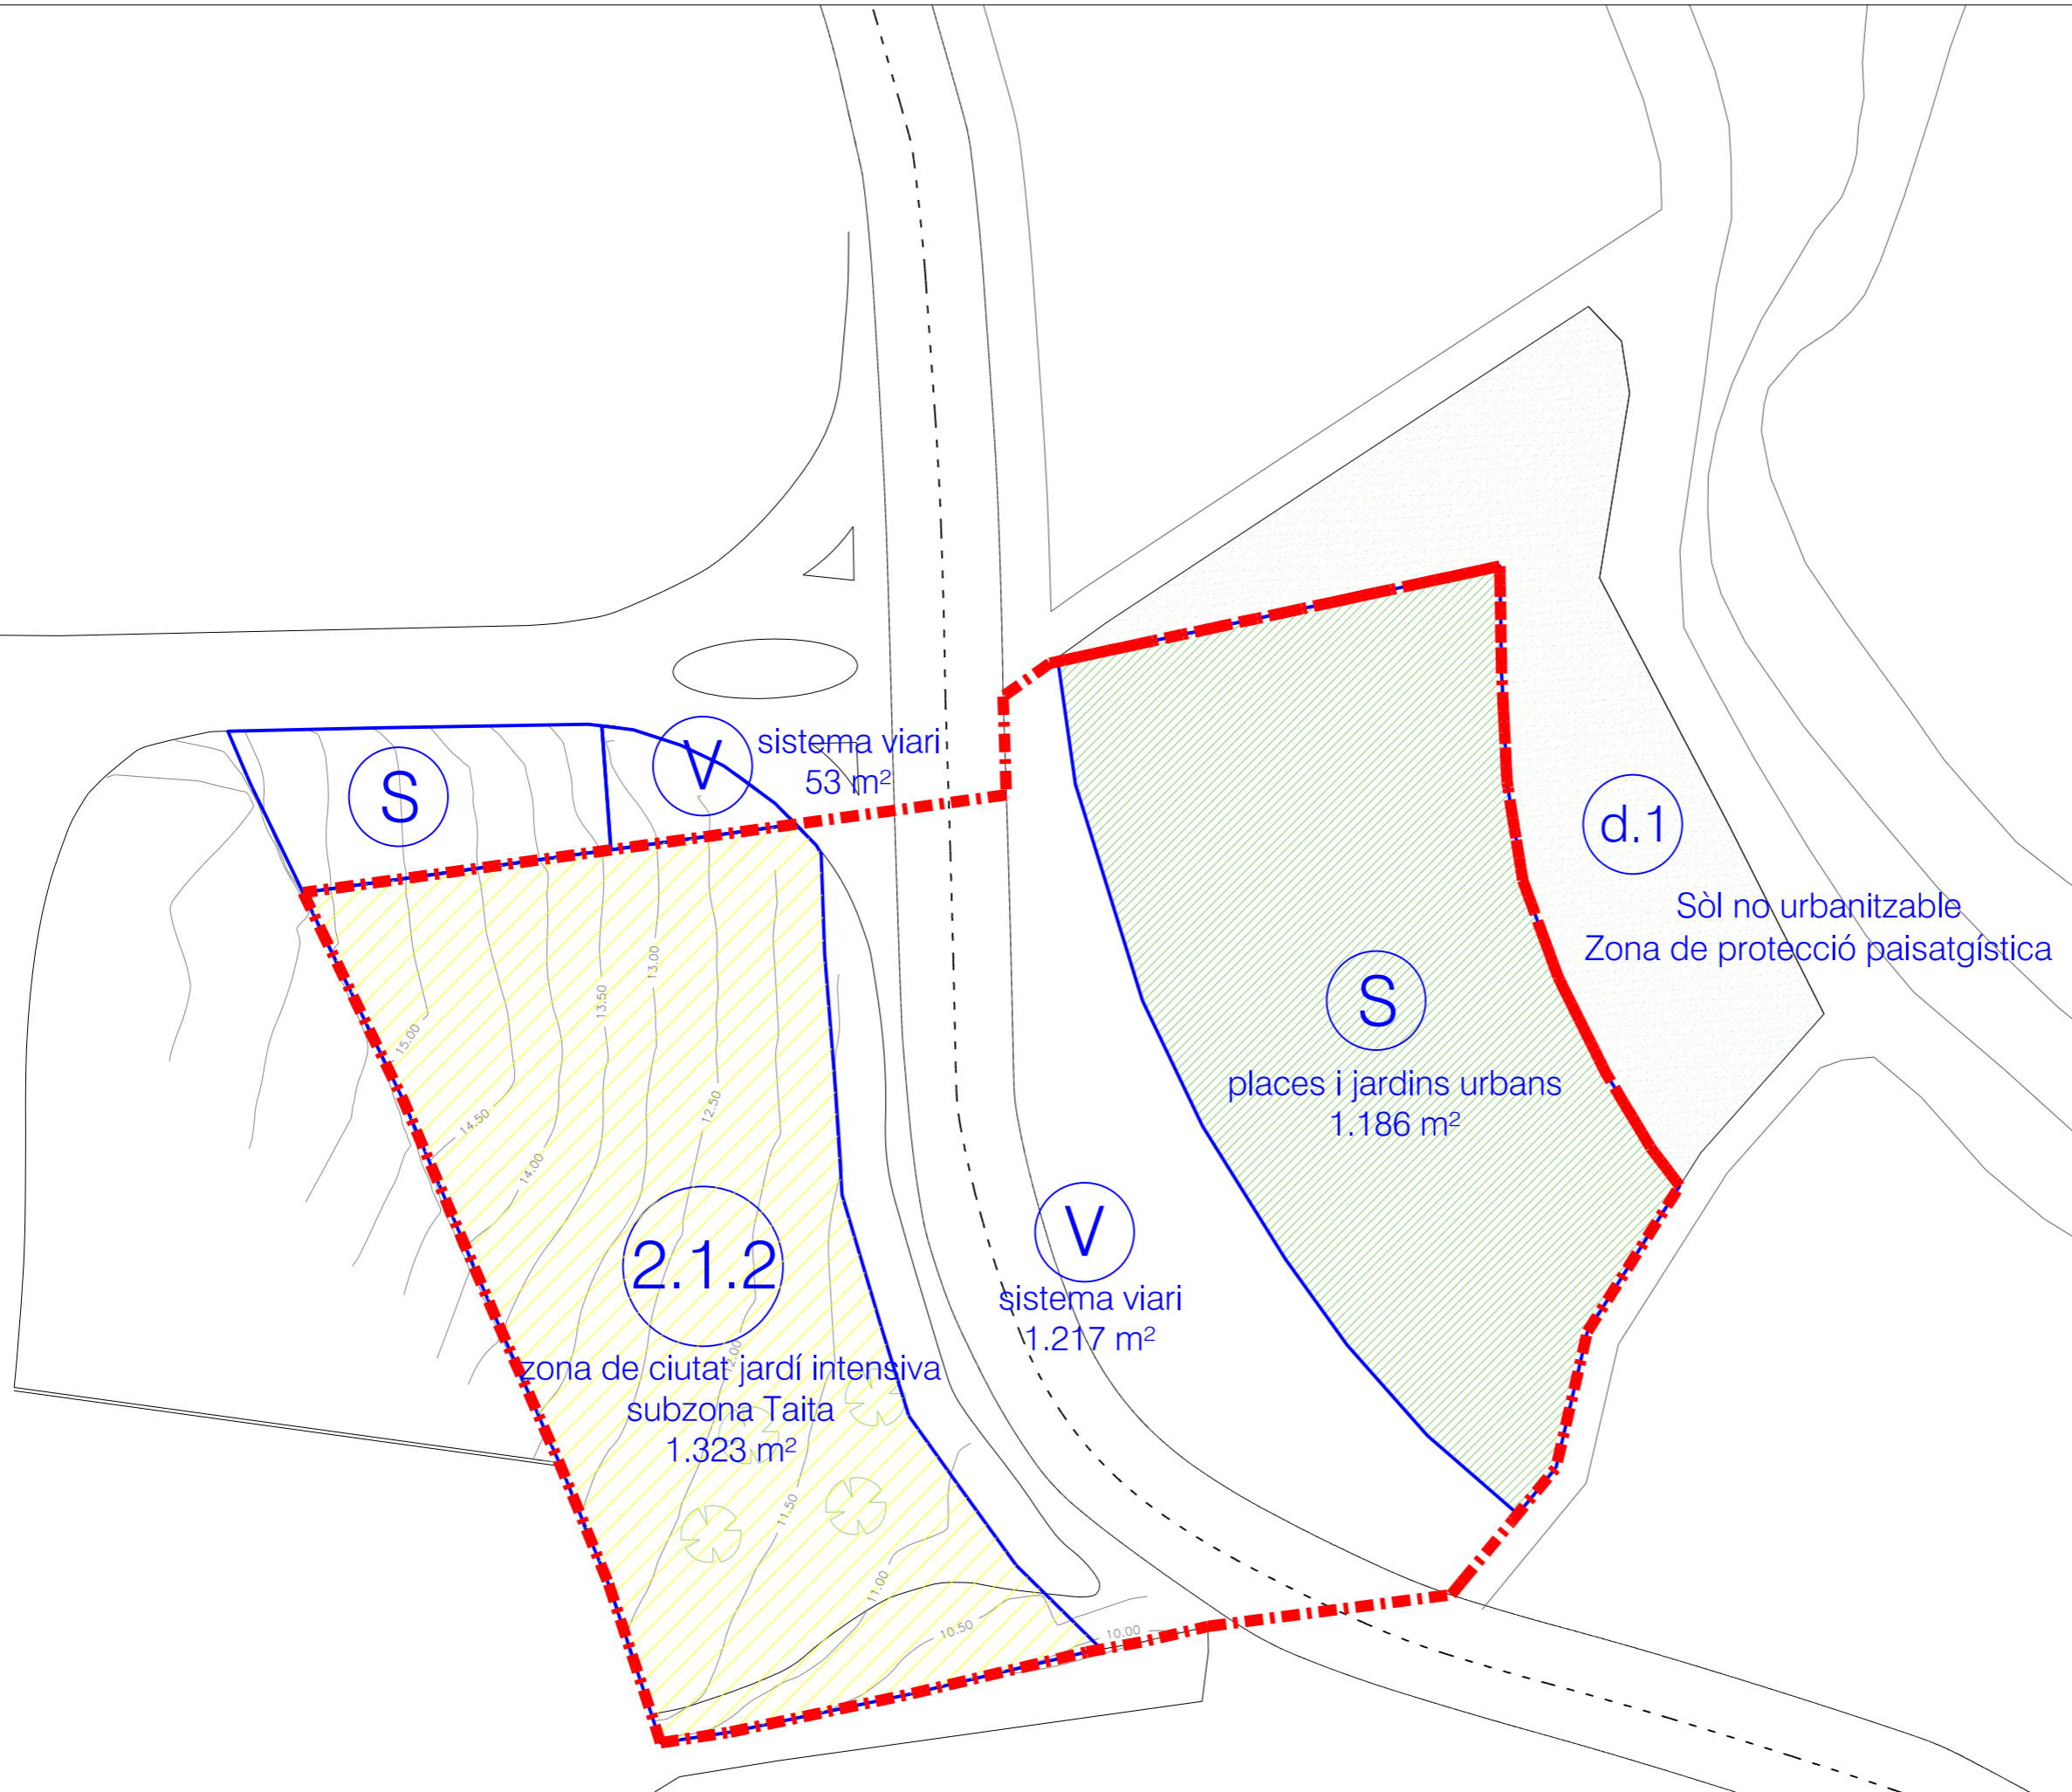 S
V
sistema viari
53 m²
d.1
Sòl no urbanitzable
Zona de protecció paisatgística
S
places i jardins urbans
1.186 m²
V
sistema viari
1.217 m²
2.1.2
zona de ciutat jardí intensiva
subzona Taita
1.323 m²
15.00
14.50
14.00
13.50
13.00
12.50
12.00
11.50
11.00
10.50
10.00